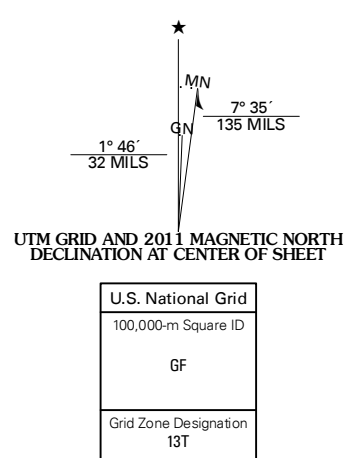 ★
MN
7° 35´
135 MILS
GN
1° 46´
32 MILS
UTM GRID AND 2011 MAGNETIC NORTH
DECLINATION AT CENTER OF SHEET
U.S. National Grid
100,000-m Square ID
GF
Grid Zone Designation
13T